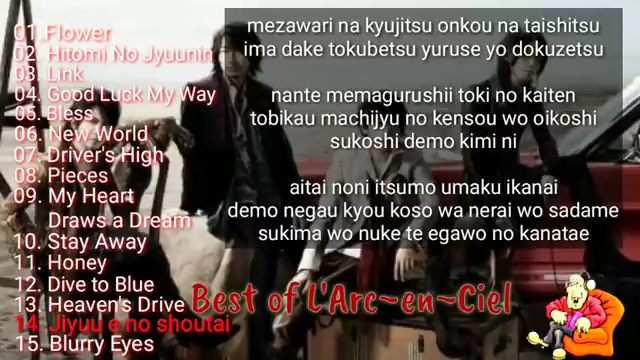 01.Flower
02. Hitomi No Jyuunin
03. Link
04. Good Luck My Way
05. Bless
06. New World
07. Driver's High
08. Pieces
09. My Heart
Draws a Dream
10. Stay Away
11. Honey
12. Dive to Blue
13. Heaven's Drive
14. Jiyuu e no shoutai
15. Blurry Eyes
mezawari na kyujitsu onkou na taishitsu
ima dake tokubetsu yuruse yo dokuzetsu
nante memagurushii toki no kaiten
tobikau machijyu no kensou wo oikoshi
sukoshi demo kimi ni
aitai noni itsumo umaku ikanai
demo negau kyou koso wa nerai wo sadame
sukima wo nuke te egawo no kanatae
Best of L'Arc~en~Ciel